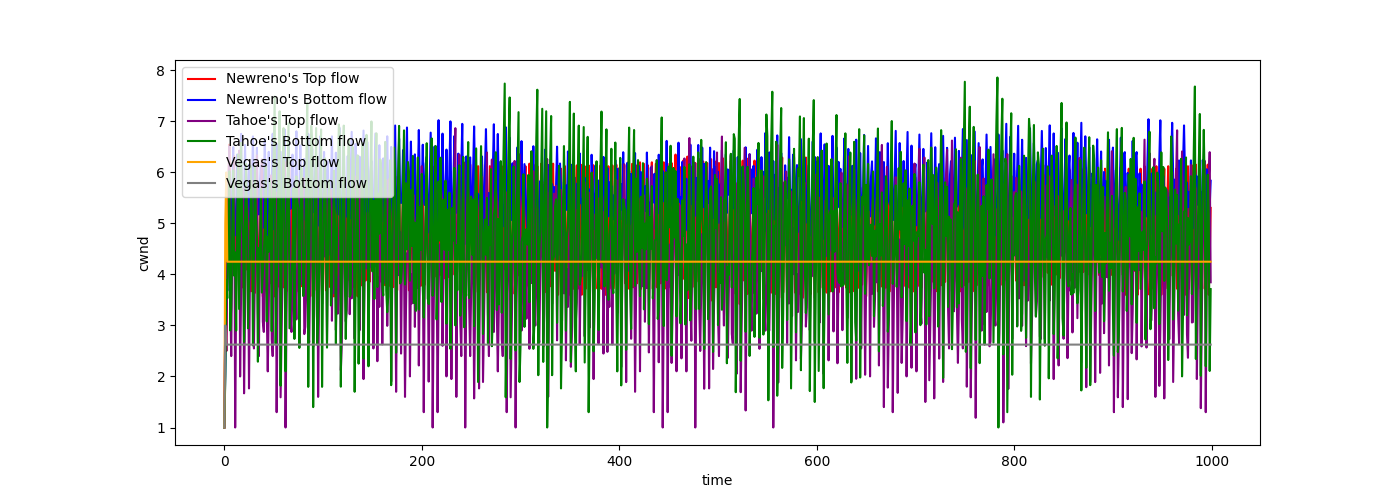 8
7
6
5
4
3
2
1
cwnd
Newreno's Top flow
Newreno's Bottom flow
Tahoe's Top flow
Tahoe's Bottom flow
Vegas's Top flow
Vegas's Bottom flow
0 200 400 600 800 1000
time